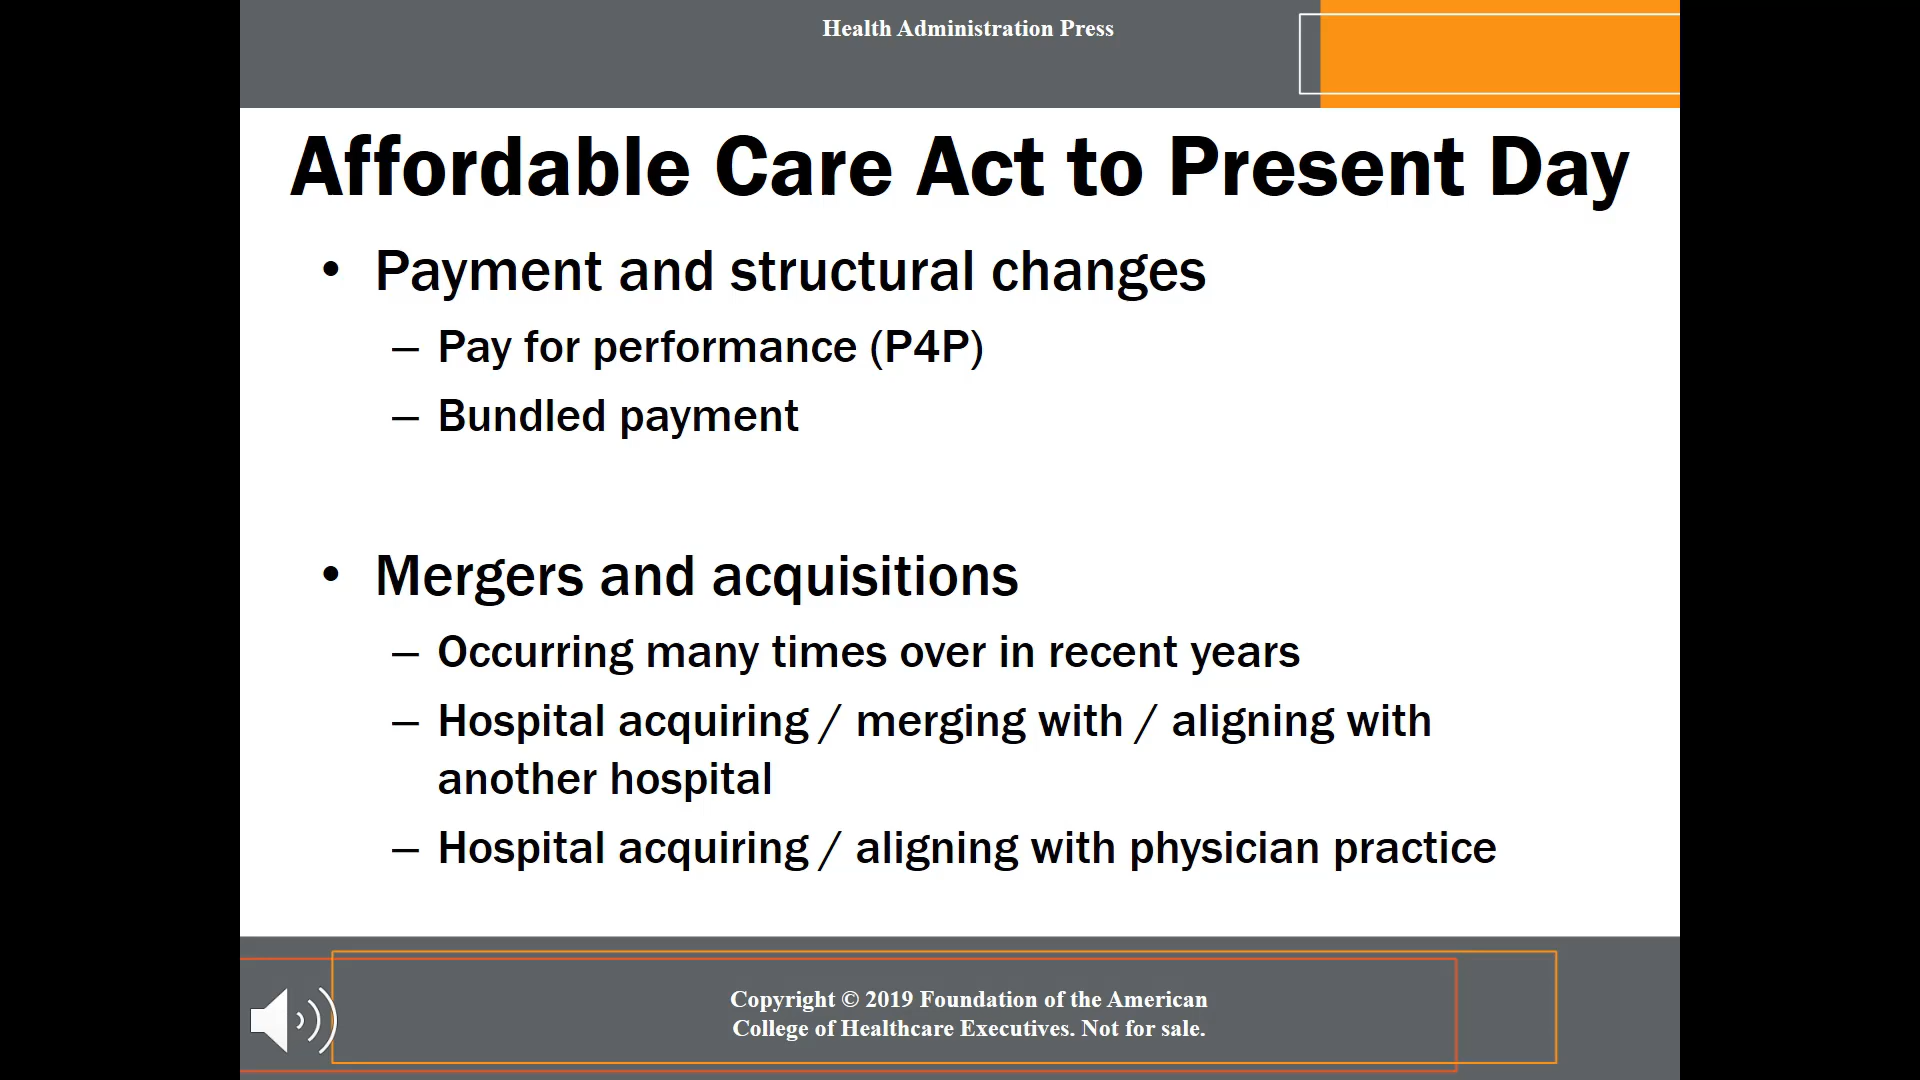 Health Administration Press
Affordable Care Act to Present Day
• Payment and structural changes
– Pay for performance (P4P)
– Bundled payment
• Mergers and acquisitions
– Occurring many times over in recent years
– Hospital acquiring / merging with / aligning with
another hospital
– Hospital acquiring / aligning with physician practice
Copyright © 2019 Foundation of the American
College of Healthcare Executives. Not for sale.